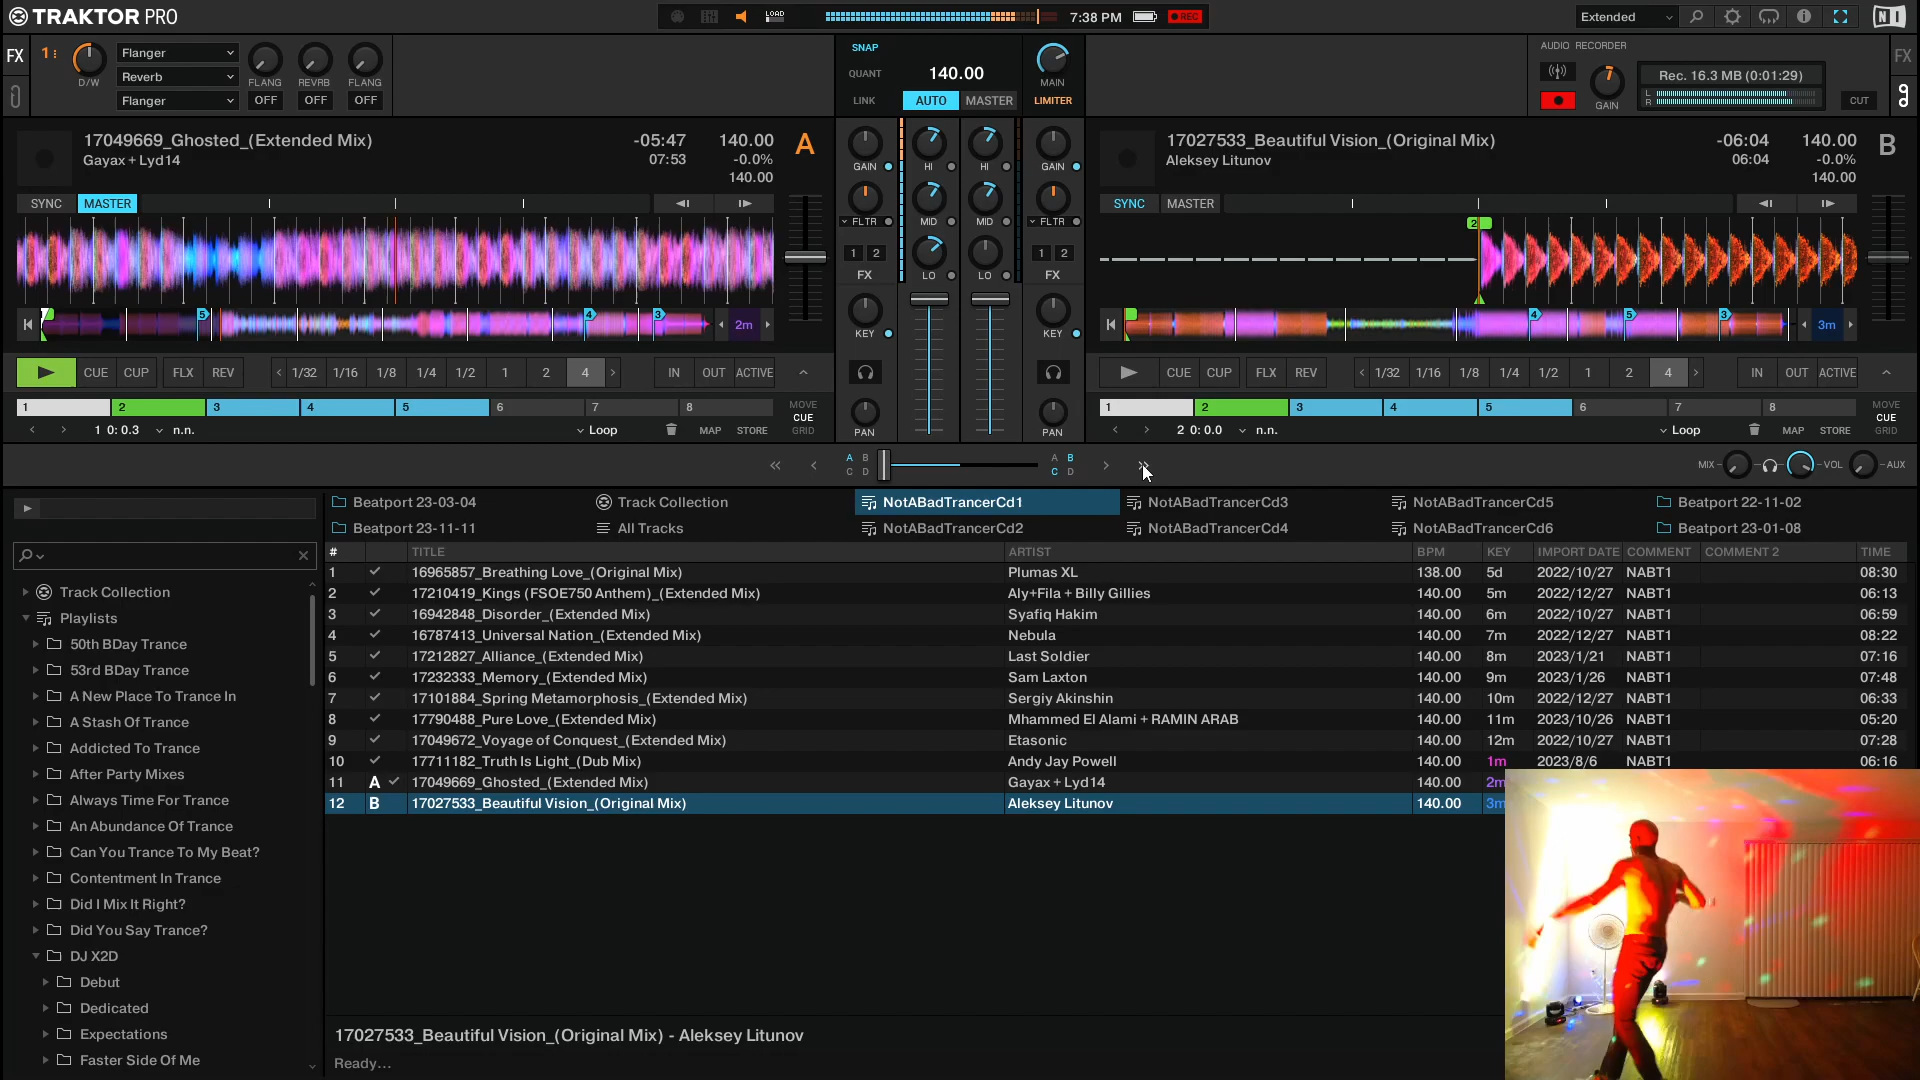 TRAKTOR PRO
LOAD
7:38 PM
REC
Extended
FX
1
D/W
Flanger
Reverb
Flanger
FLANG
REVRB
FLANG
OFF
OFF
OFF
SNAP
QUANT
LINK
140.00
AUTO
MASTER
MAIN
LIMITER
AUDIO RECORDER
GAIN
Rec. 16.3 MB (0:01:29)
L
R
CUT
FX
17049669_Ghosted_(Extended Mix)
Gayax + Lyd14
-05:47
07:53
140.00
-0.0%
140.00
A
SYNC
MASTER
GAIN
HI
HI
GAIN
FLTR
MID
MID
FLTR
1 2
FX
LO
LO
1 2
FX
KEY
KEY
PAN
PAN
17027533_Beautiful Vision_(Original Mix)
Aleksey Litunov
-06:04
06:04
140.00
-0.0%
140.00
B
SYNC
MASTER
2
5
4
3
2m
4
5
3
3m
CUE
CUP
FLX
REV
1/32
1/16
1/8
1/4
1/2
1
2
4
IN
OUT
ACTIVE
CUE
CUP
FLX
REV
1/32
1/16
1/8
1/4
1/2
1
2
4
IN
OUT
ACTIVE
1
2
3
4
5
6
7
8
MOVE
CUE
GRID
1 0: 0.3
n.n.
Loop
MAP
STORE
1
2
3
4
5
6
7
8
MOVE
CUE
GRID
2 0: 0.0
n.n.
Loop
MAP
STORE
A B
C D
A B
C D
MIX
VOL
AUX
Beatport 23-03-04
Track Collection
NotABadTrancerCd1
NotABadTrancerCd3
NotABadTrancerCd5
Beatport 22-11-02
Beatport 23-11-11
All Tracks
NotABadTrancerCd2
NotABadTrancerCd4
NotABadTrancerCd6
Beatport 23-01-08
Track Collection
Playlists
50th BDay Trance
53rd BDay Trance
A New Place To Trance In
A Stash Of Trance
Addicted To Trance
After Party Mixes
Always Time For Trance
An Abundance Of Trance
Can You Trance To My Beat?
Contentment In Trance
Did I Mix It Right?
Did You Say Trance?
DJ X2D
Debut
Dedicated
Expectations
Faster Side Of Me
# TITLE ARTIST BPM KEY IMPORT DATE COMMENT COMMENT 2 TIME
1 16965857_Breathing Love_(Original Mix) Plumas XL 138.00 5d 2022/10/27 NABT1 08:30
2 17210419_Kings (FSOE750 Anthem)_(Extended Mix) Aly+Fila + Billy Gillies 140.00 5m 2022/12/27 NABT1 06:13
3 16942848_Disorder_(Extended Mix) Syafiq Hakim 140.00 6m 2022/10/27 NABT1 06:59
4 16787413_Universal Nation_(Extended Mix) Nebula 140.00 7m 2022/12/27 NABT1 08:22
5 17212827_Alliance_(Extended Mix) Last Soldier 140.00 8m 2023/1/21 NABT1 07:16
6 17232333_Memory_(Extended Mix) Sam Laxton 140.00 9m 2023/1/26 NABT1 07:48
7 17101884_Spring Metamorphosis_(Extended Mix) Sergiy Akinshin 140.00 10m 2022/12/27 NABT1 06:33
8 17790488_Pure Love_(Extended Mix) Mhammed El Alami + RAMIN ARAB 140.00 11m 2023/10/26 NABT1 05:20
9 17049672_Voyage of Conquest_(Extended Mix) Etasonic 140.00 12m 2022/10/27 NABT1 07:28
10 17711182_Truth Is Light_(Dub Mix) Andy Jay Powell 140.00 1m 2023/8/6 NABT1 06:16
11 A 17049669_Ghosted_(Extended Mix) Gayax + Lyd14 140.00 2m
12 B 17027533_Beautiful Vision_(Original Mix) Aleksey Litunov 140.00 3m
17027533_Beautiful Vision_(Original Mix) - Aleksey Litunov
Ready...